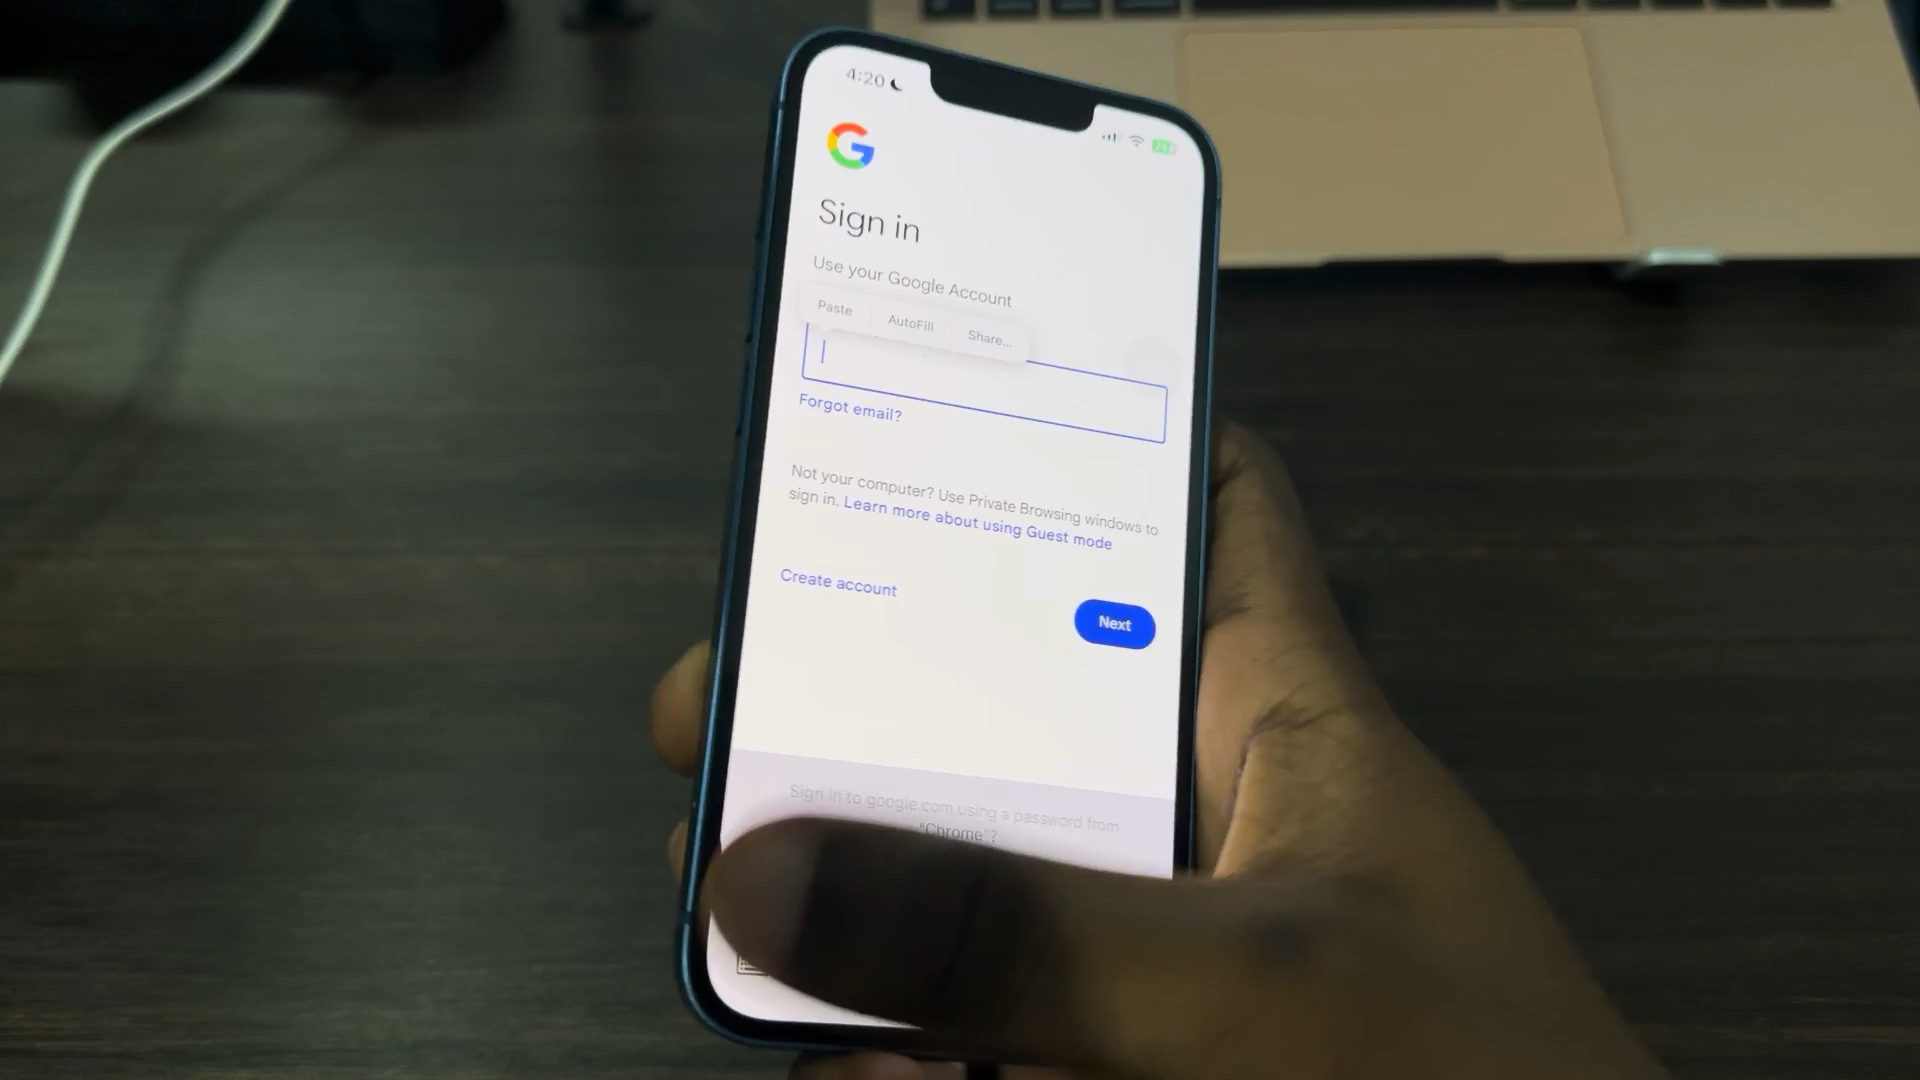 4:20
Sign in
Use your Google Account
Paste AutoFill Share...
Forgot email?
Not your computer? Use Private Browsing windows to
sign in. Learn more about using Guest mode
Create account
Next
Sign in to google.com using a password from
"Chrome"?